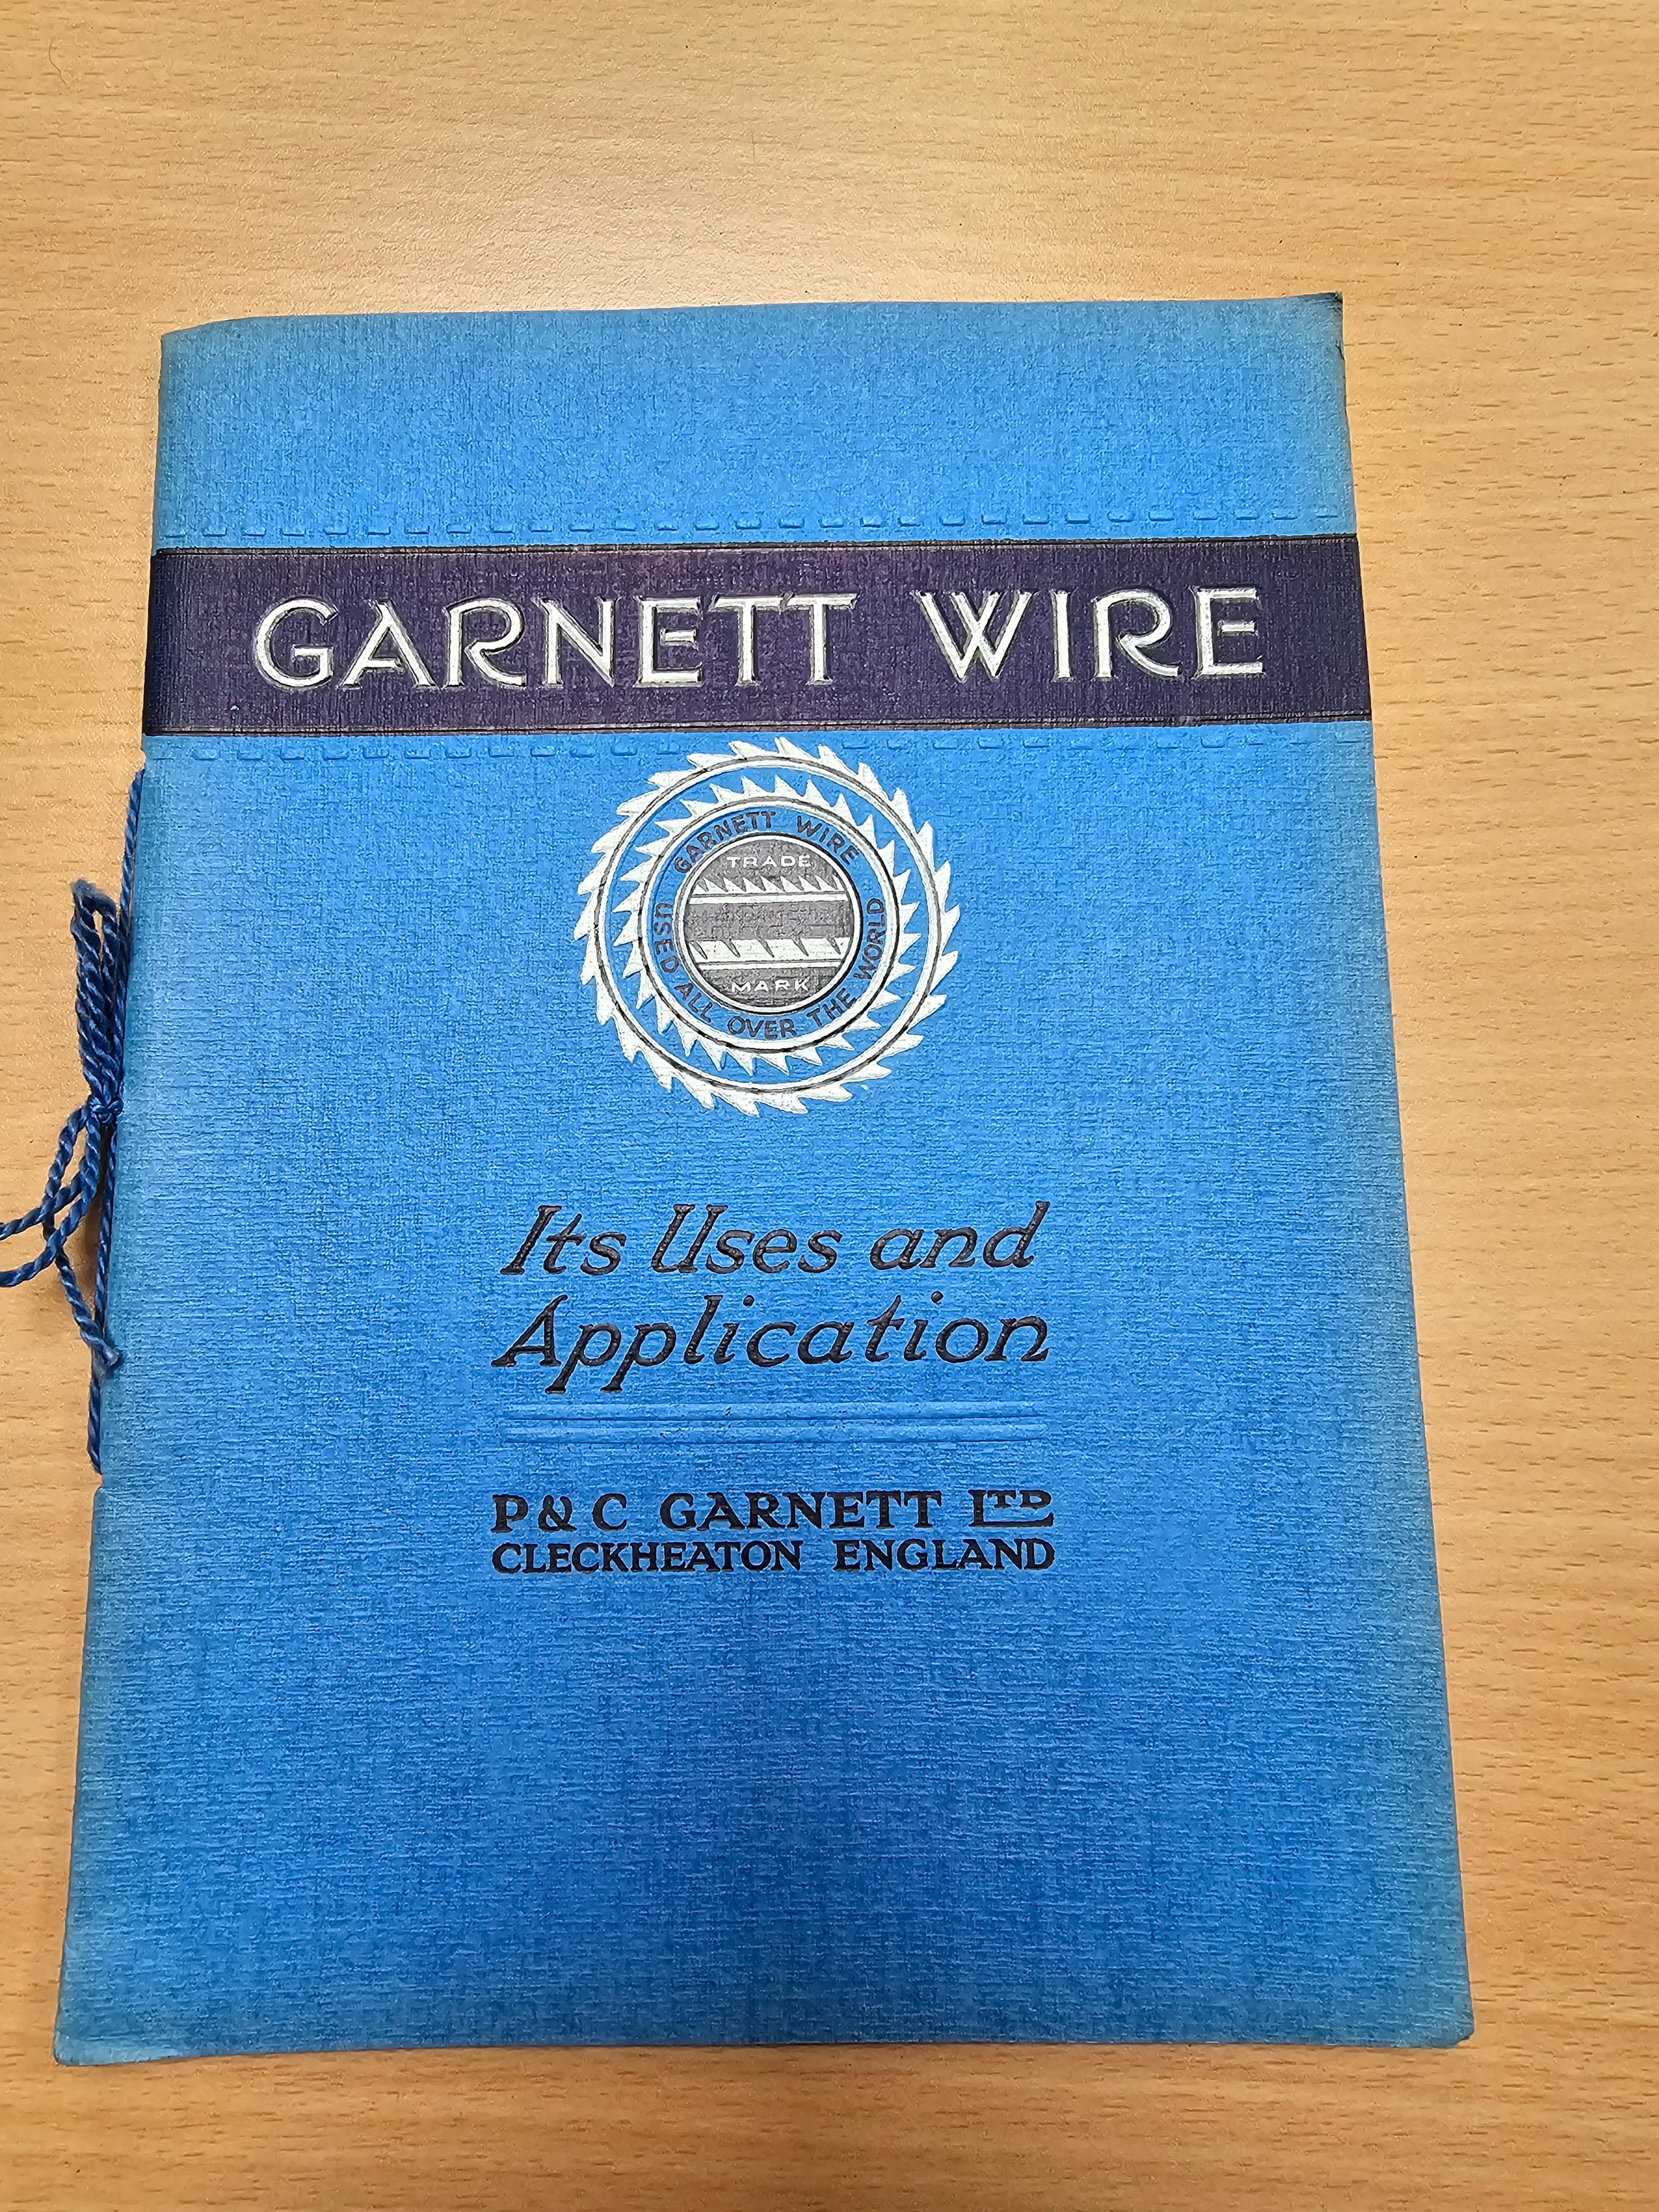 GARNETT WIRE
GARNETT WIRE
TRADE
MARK
USED ALL OVER THE WORLD
Its Uses and
Application
P & C GARNETT LTD
CLECKHEATON ENGLAND